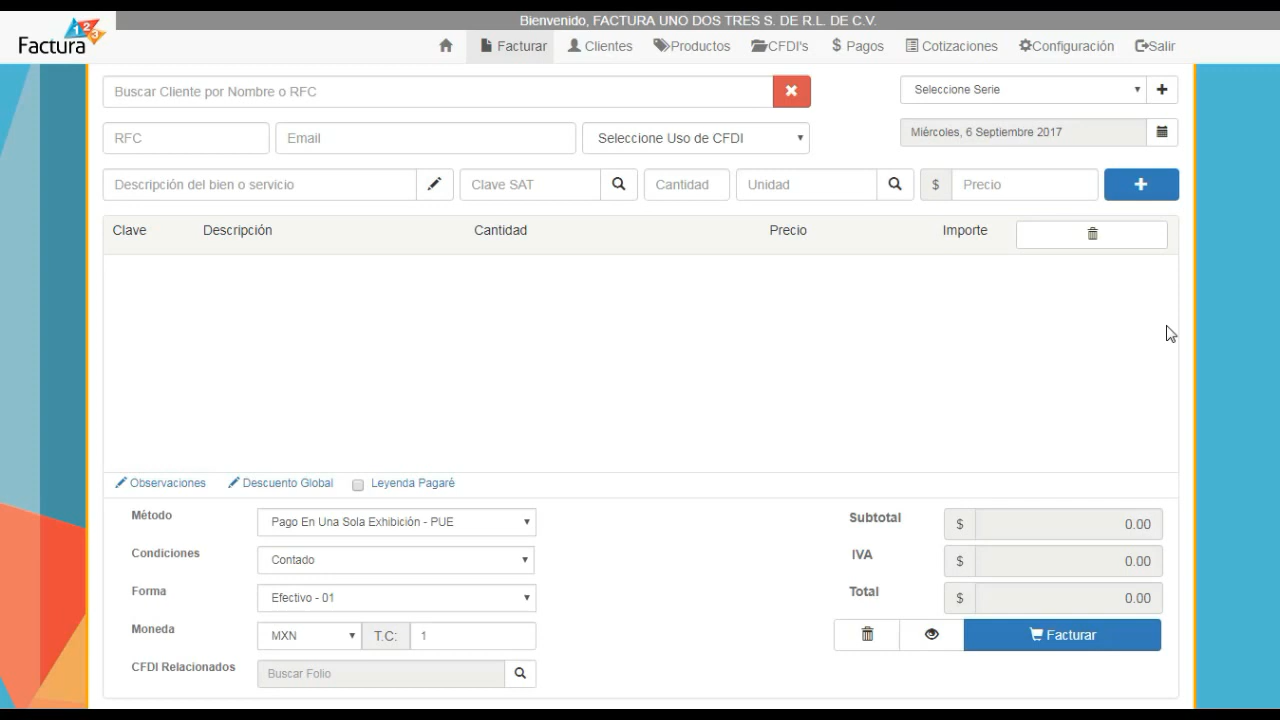 Bienvenido, FACTURA UNO DOS TRES S. DE R.L. DE C.V.
Factura 123
Facturar Clientes Productos CFDI's Pagos Cotizaciones Configuración Salir
Buscar Cliente por Nombre o RFC
Seleccione Serie
RFC Email Seleccione Uso de CFDI
Miércoles, 6 Septiembre 2017
Descripción del bien o servicio Clave SAT Cantidad Unidad $ Precio
Clave Descripción Cantidad Precio Importe
Observaciones Descuento Global Leyenda Pagaré
Método Pago En Una Sola Exhibición - PUE
Subtotal $ 0.00
Condiciones Contado
IVA $ 0.00
Forma Efectivo - 01
Total $ 0.00
Moneda MXN T.C: 1
Facturar
CFDI Relacionados Buscar Folio